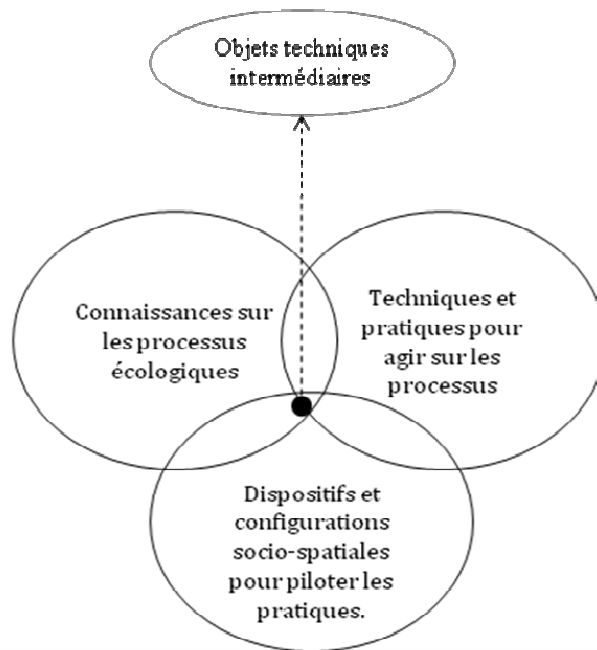 Objets techniques
intermédiaires
Connaissances sur
les processus
écologiques
Techniques et
pratiques pour
agir sur les
processus
Dispositifs et
configurations
socio-spatiales
pour piloter les
pratiques.